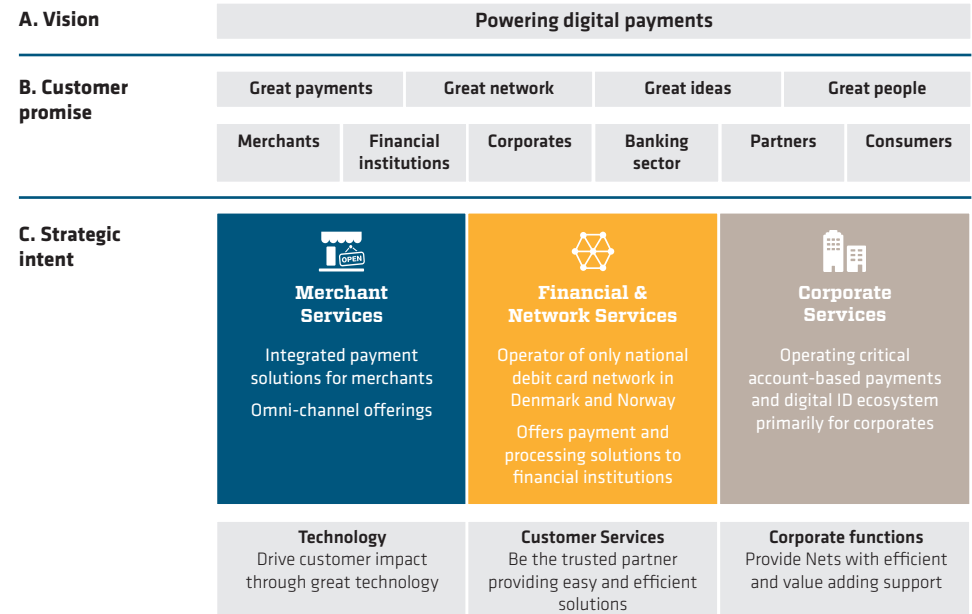 A. Vision
Powering digital payments
B. Customer
promise
Great payments
Great network
Great ideas
Great people
Merchants
Financial
institutions
Corporates
Banking
sector
Partners
Consumers
C. Strategic
intent
OPEN
Merchant
Services
Integrated payment
solutions for merchants
Omni-channel offerings
Financial &
Network Services
Operator of only national
debit card network in
Denmark and Norway
Offers payment and
processing solutions to
financial institutions
Corporate
Services
Operating critical
account-based payments
and digital ID ecosystem
primarily for corporates
Technology
Drive customer impact
through great technology
Customer Services
Be the trusted partner
providing easy and efficient
solutions
Corporate functions
Provide Nets with efficient
and value adding support